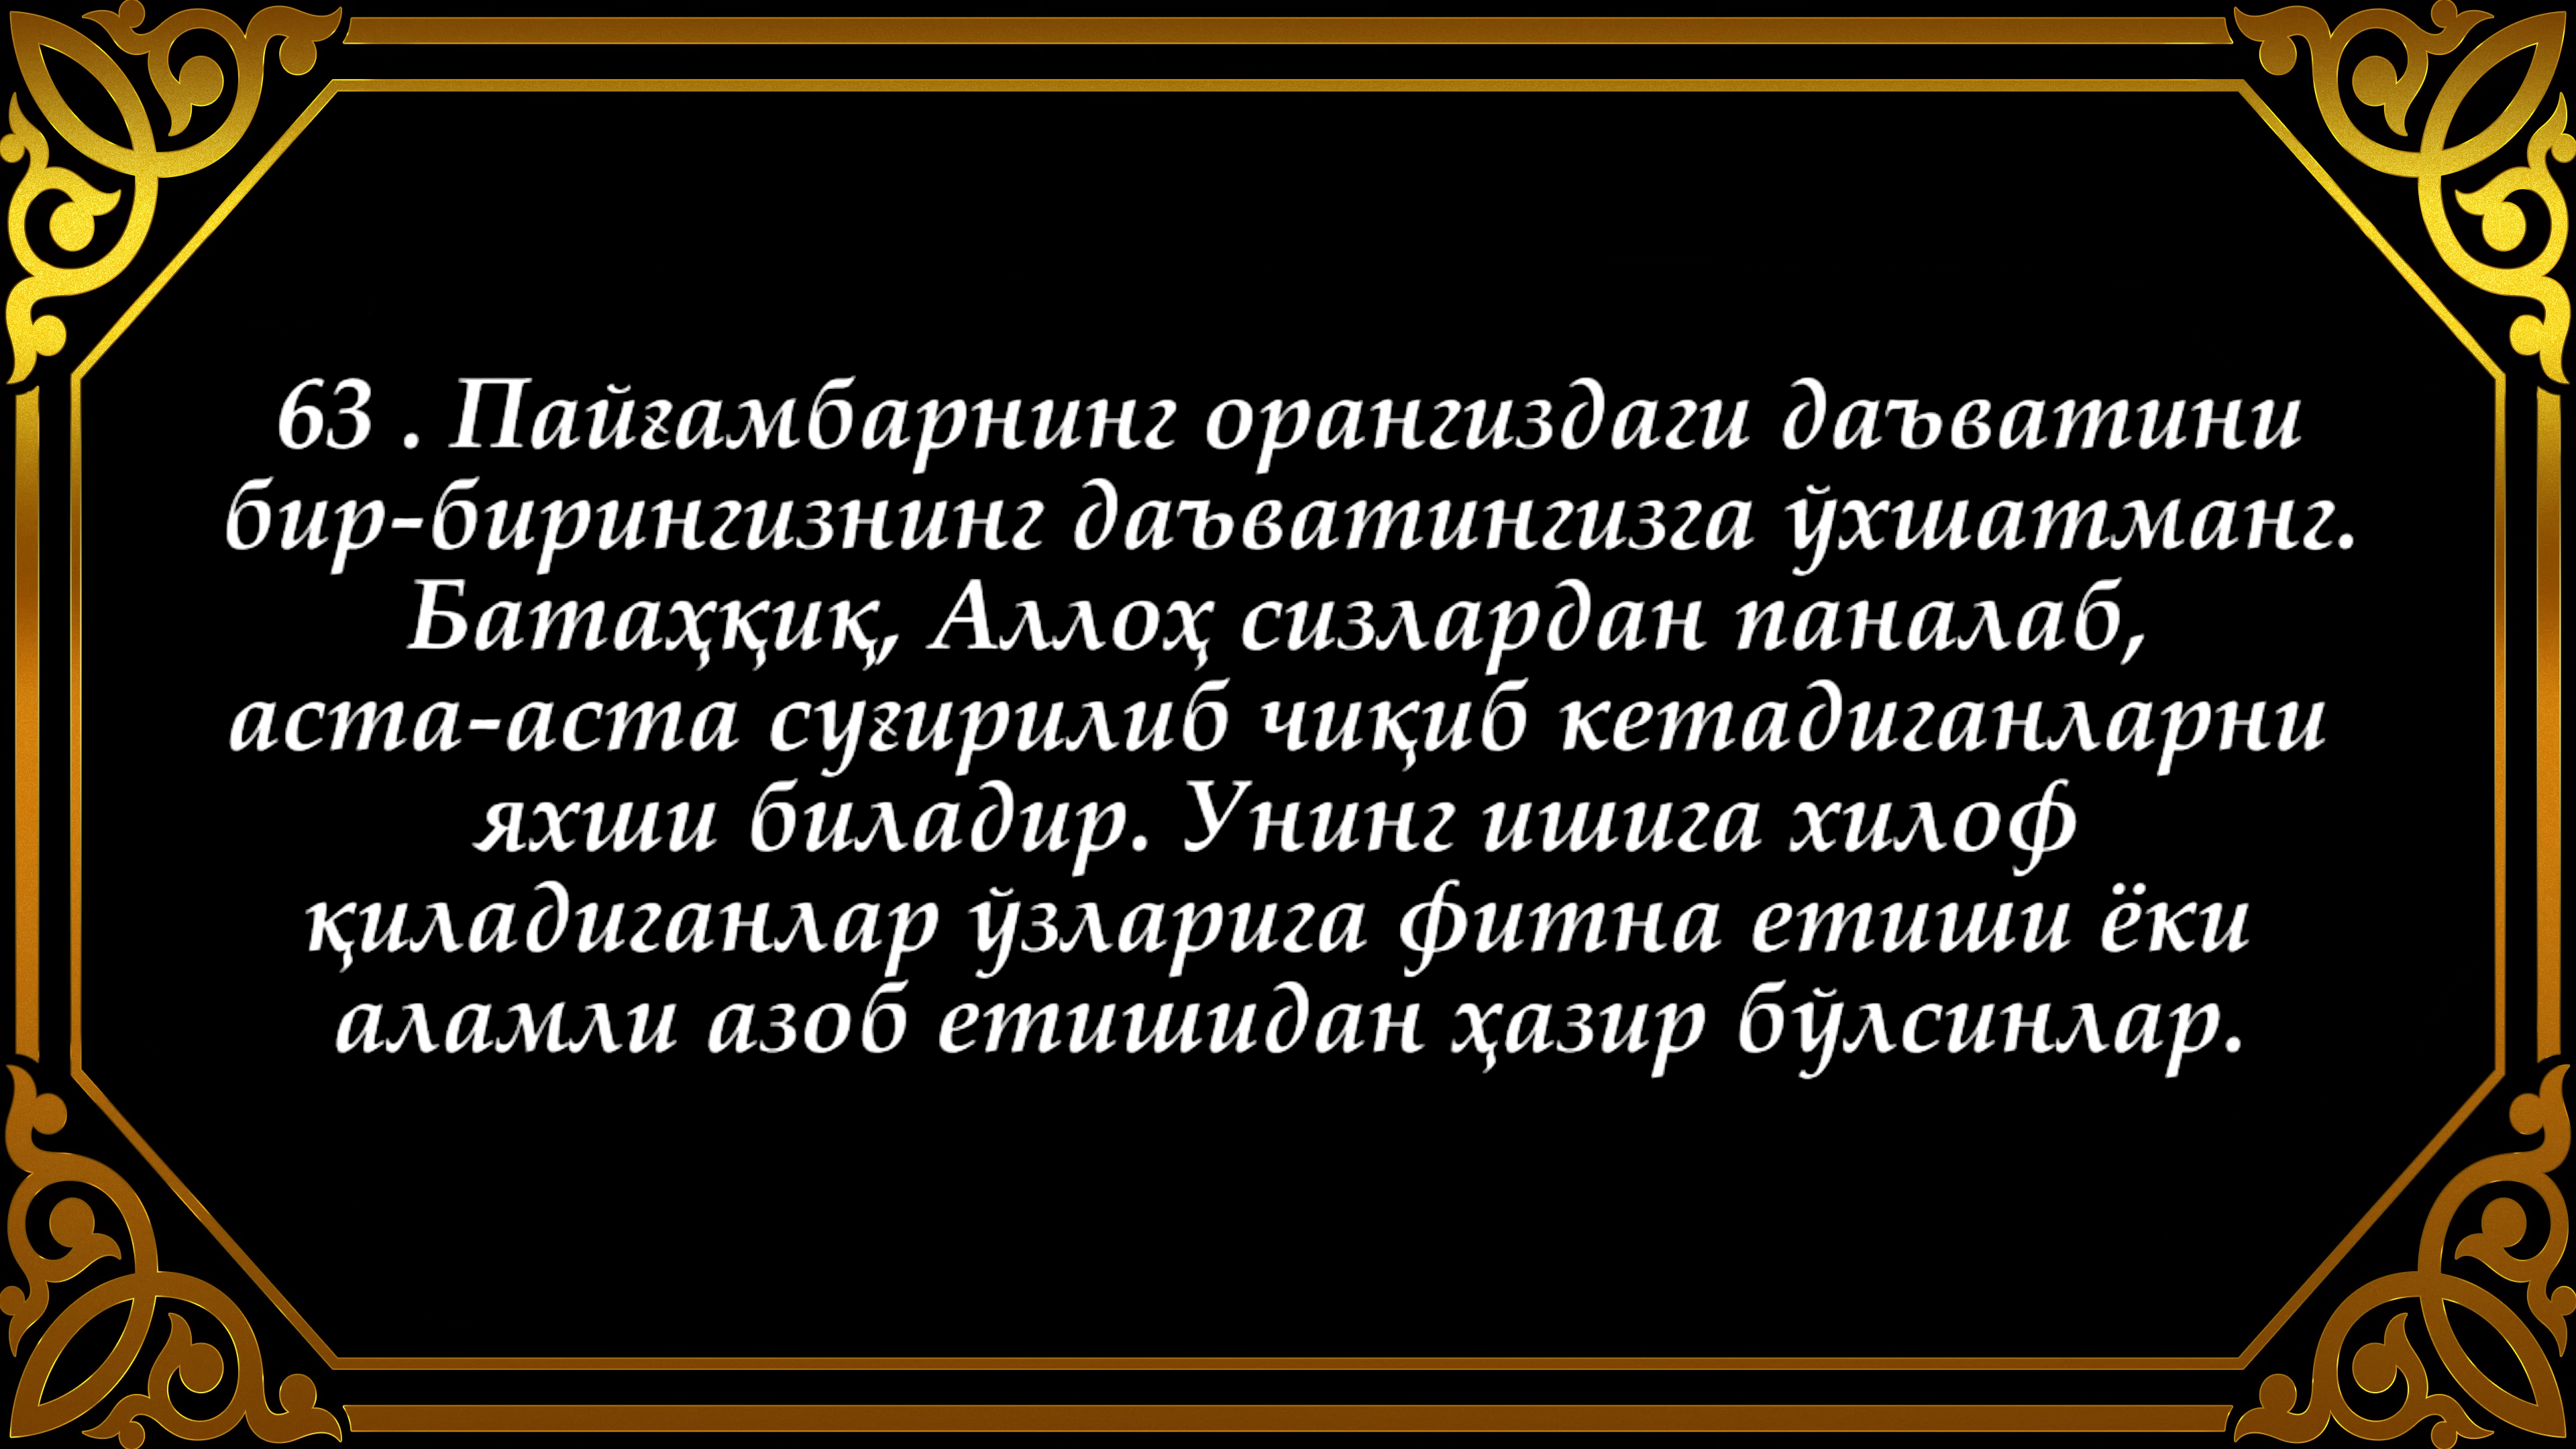 63 . Пайғамбарнинг орангиздаги даъватини
бир-бирингизнинг даъватингизга ўхшатманг.
Батаҳқиқ, Аллоҳ сизлардан паналаб,
аста-аста суғирилиб чиқиб кетадиганларни
яхши биладир. Унинг ишига хилоф
қиладиганлар ўзларига фитна етиши ёки
аламли азоб етишидан ҳазир бўлсинлар.